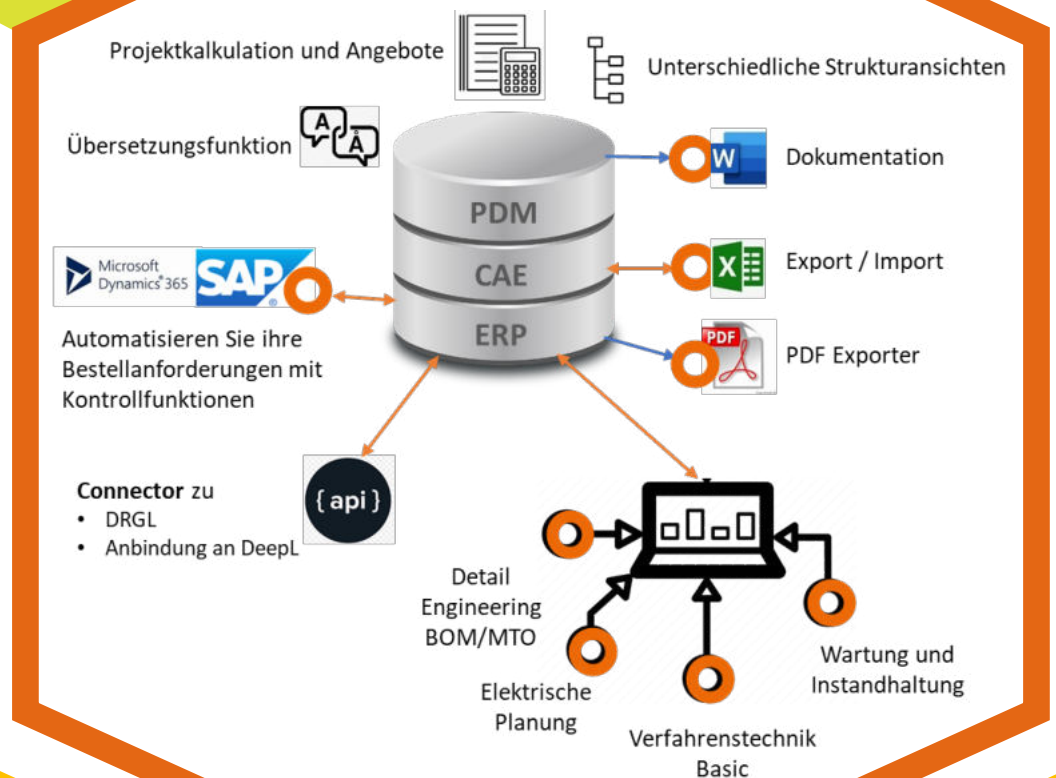 Projektkalkulation und Angebote
Unterschiedliche Strukturansichten
Übersetzungsfunktion
A
Å
PDM
CAE
ERP
W
Dokumentation
X
Export / Import
PDF
PDF Exporter
Microsoft
Dynamics 365
SAP
Automatisieren Sie ihre
Bestellanforderungen mit
Kontrollfunktionen
Connector zu
• DRGL
• Anbindung an DeepL
{ api }
Detail
Engineering
BOM/MTO
Elektrische
Planung
Verfahrenstechnik
Basic
Wartung und
Instandhaltung